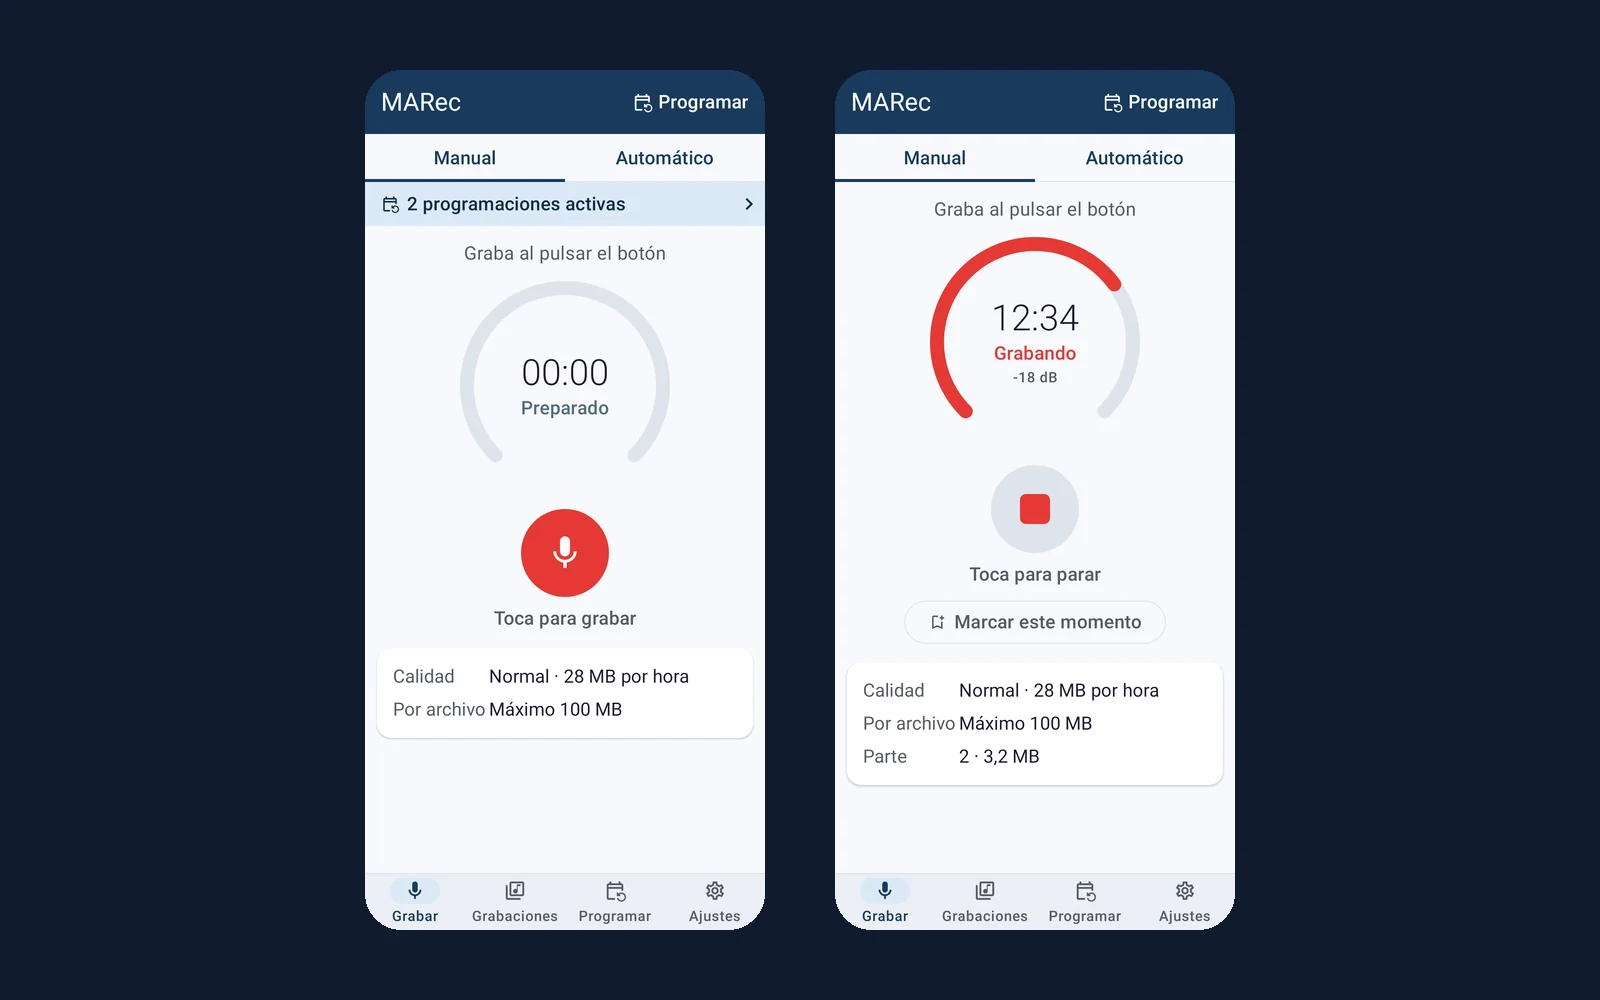 MARec
Programar
Manual
Automático
2 programaciones activas
Graba al pulsar el botón
00:00
Preparado
Toca para grabar
Calidad Normal · 28 MB por hora
Por archivo Máximo 100 MB
Grabar
Grabaciones
Programar
Ajustes
MARec
Programar
Manual
Automático
Graba al pulsar el botón
12:34
Grabando
-18 dB
Toca para parar
Marcar este momento
Calidad Normal · 28 MB por hora
Por archivo Máximo 100 MB
Parte 2 · 3,2 MB
Grabar
Grabaciones
Programar
Ajustes